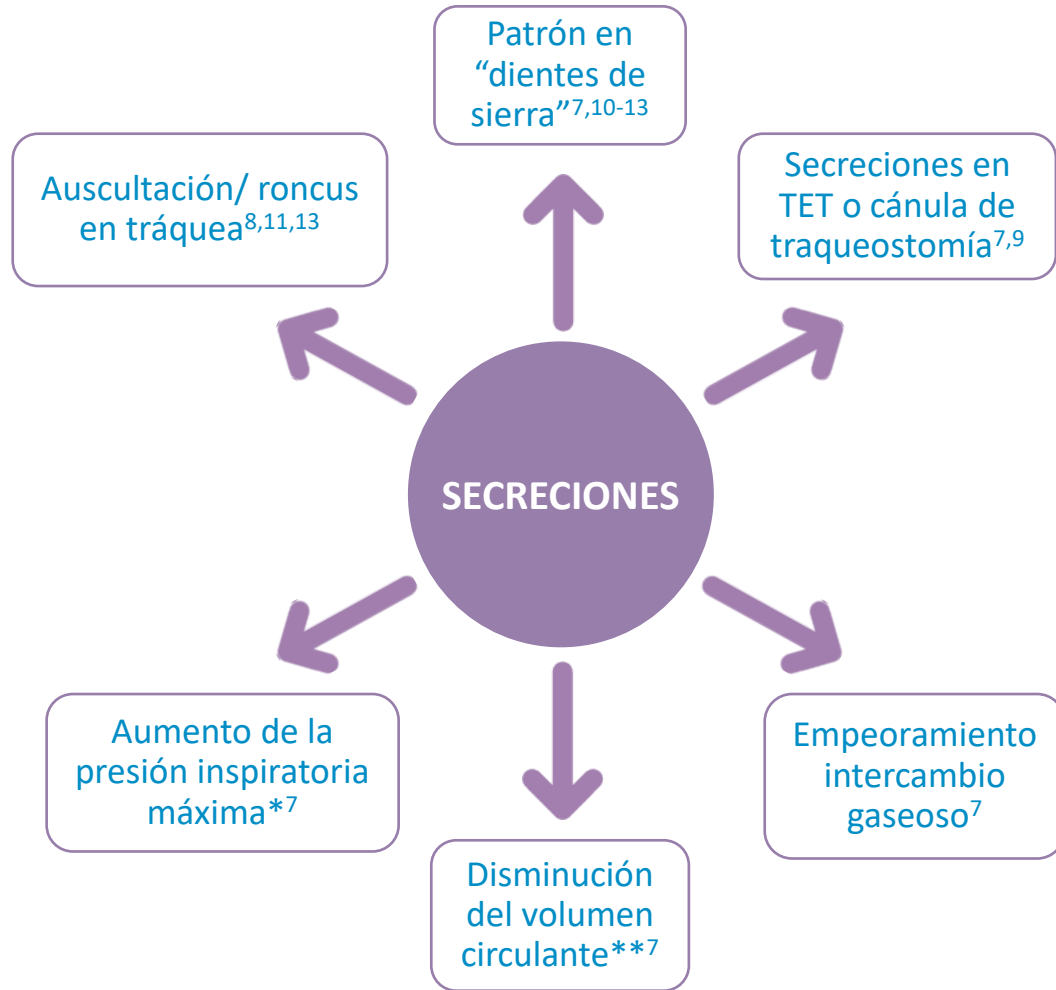 Patrón en
“dientes de
sierra”7,10-13
Auscultación/ roncus
en tráquea8,11,13
Secreciones en
TET o cánula de
traqueostomía7,9
SECRECIONES
Aumento de la
presión inspiratoria
máxima*7
Disminución
del volumen
circulante**7
Empeoramiento
intercambio
gaseoso7